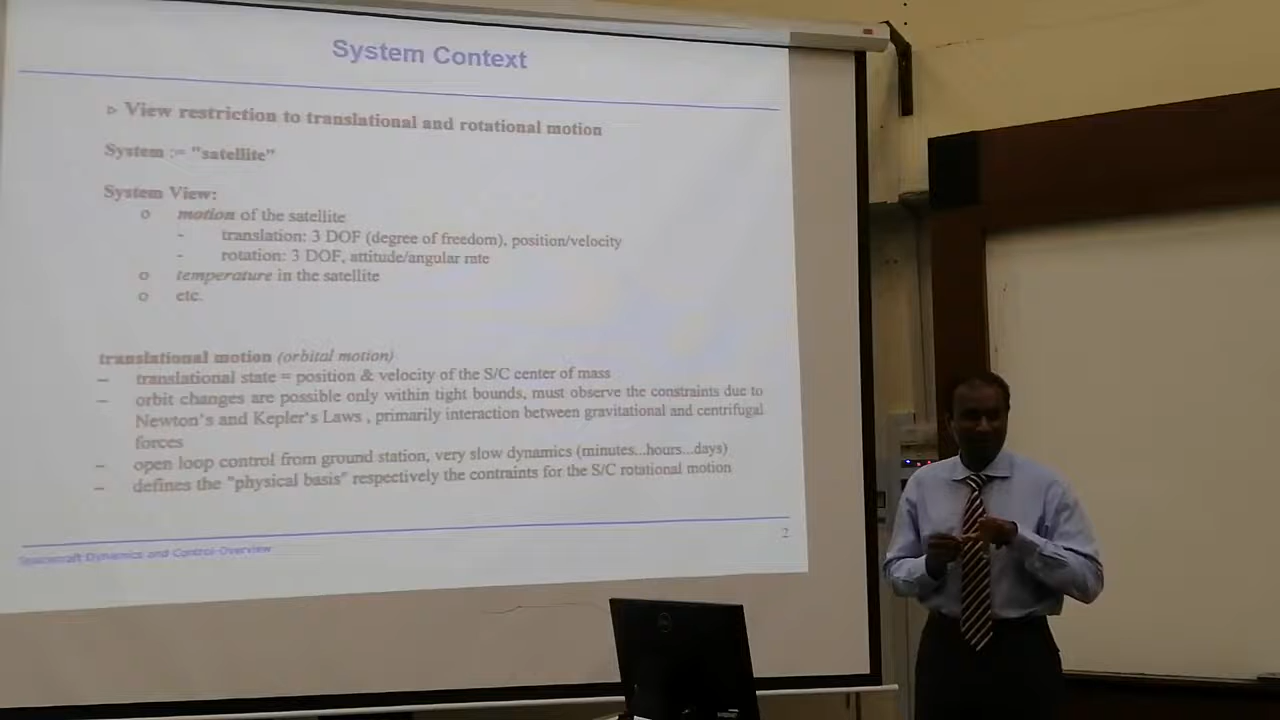 System Context
▹ View restriction to translational and rotational motion
System := "satellite"
System View:
o motion of the satellite
- translation: 3 DOF (degree of freedom), position/velocity
- rotation: 3 DOF, attitude/angular rate
o temperature in the satellite
o etc.
translational motion (orbital motion)
– translational state = position & velocity of the S/C center of mass
– orbit changes are possible only within tight bounds, must observe the constraints due to
Newton's and Kepler's Laws , primarily interaction between gravitational and centrifugal
forces
– open loop control from ground station, very slow dynamics (minutes...hours...days)
– defines the "physical basis" respectively the contraints for the S/C rotational motion
Spacecraft Dynamics and Control-Overview
2